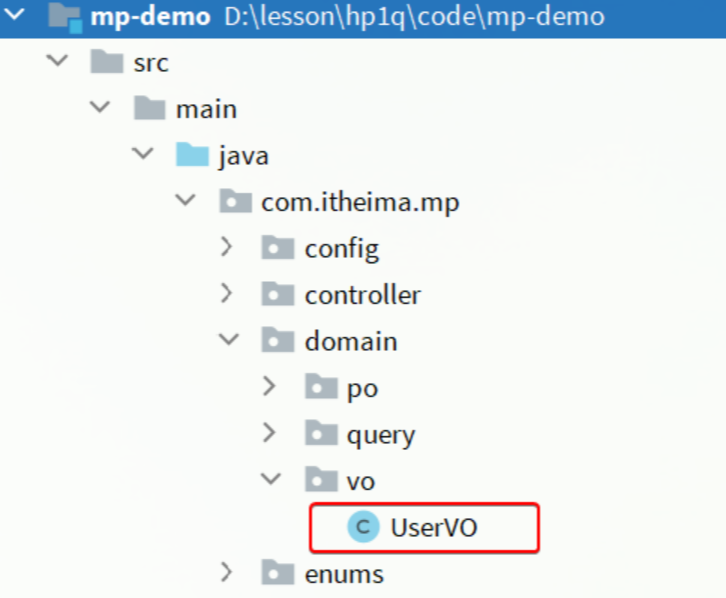 mp-demo D:\lesson\hp1q\code\mp-demo
src
main
java
com.itheima.mp
config
controller
domain
po
query
vo
C UserVO
enums